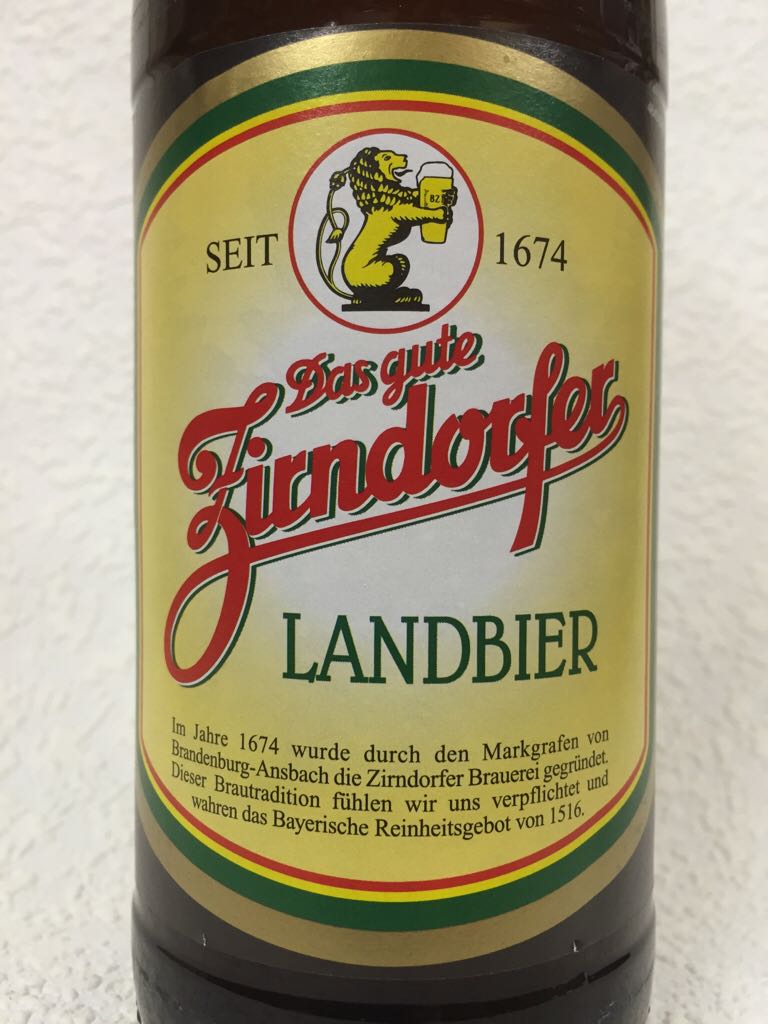 BZ
SEIT 1674
Das gute
Zirndorfer
LANDBIER
Im Jahre 1674 wurde durch den Markgrafen von
Brandenburg-Ansbach die Zirndorfer Brauerei gegründet.
Dieser Brautradition fühlen wir uns verpflichtet und
wahren das Bayerische Reinheitsgebot von 1516.